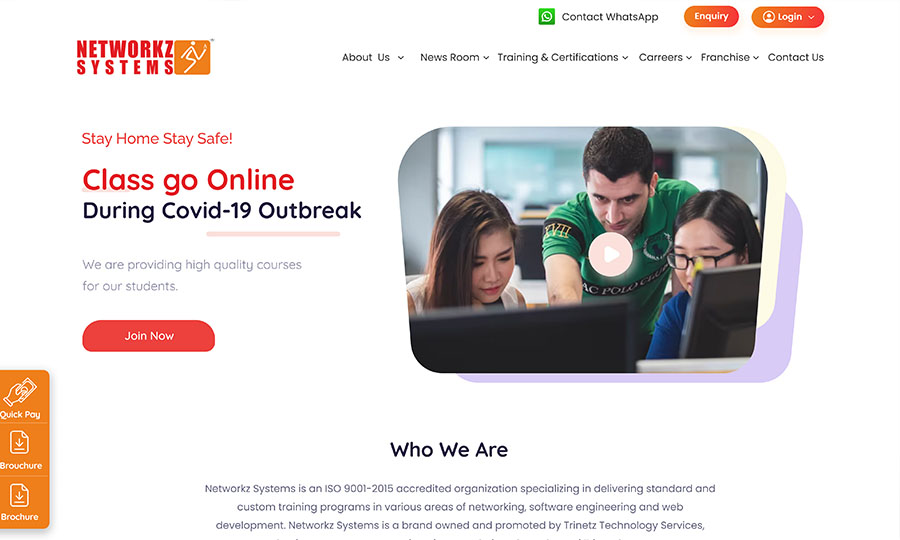 Contact WhatsApp
Enquiry
Login
NETWORKZ
SYSTEMS
About Us
News Room
Training & Certifications
Carreers
Franchise
Contact Us
Stay Home Stay Safe!
Class go Online
During Covid-19 Outbreak
We are providing high quality courses
for our students.
Join Now
AC POLO CLUB
Quick Pay
Brouchure
Brochure
Who We Are
Networkz Systems is an ISO 9001-2015 accredited organization specializing in delivering standard and
custom training programs in various areas of networking, software engineering and web
development. Networkz Systems is a brand owned and promoted by Trinetz Technology Services,